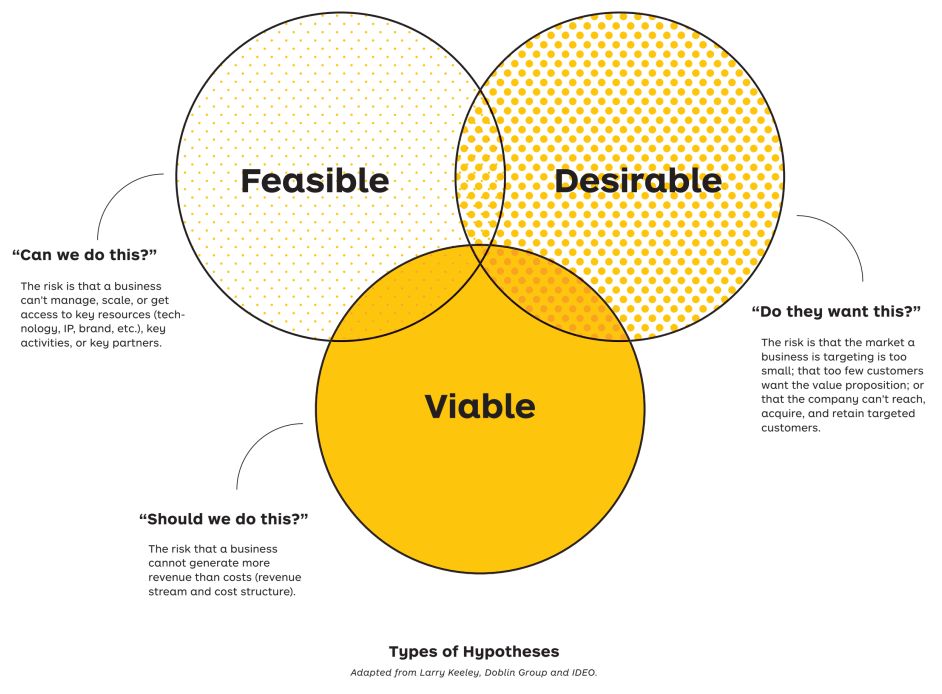 Feasible
Desirable
“Can we do this?”
The risk is that a business
can’t manage, scale, or get
access to key resources (tech-
nology, IP, brand, etc.), key
activities, or key partners.
“Do they want this?”
The risk is that the market a
business is targeting is too
small; that too few customers
want the value proposition; or
that the company can’t reach,
acquire, and retain targeted
customers.
Viable
“Should we do this?”
The risk that a business
cannot generate more
revenue than costs (revenue
stream and cost structure).
Types of Hypotheses
Adapted from Larry Keeley, Doblin Group and IDEO.